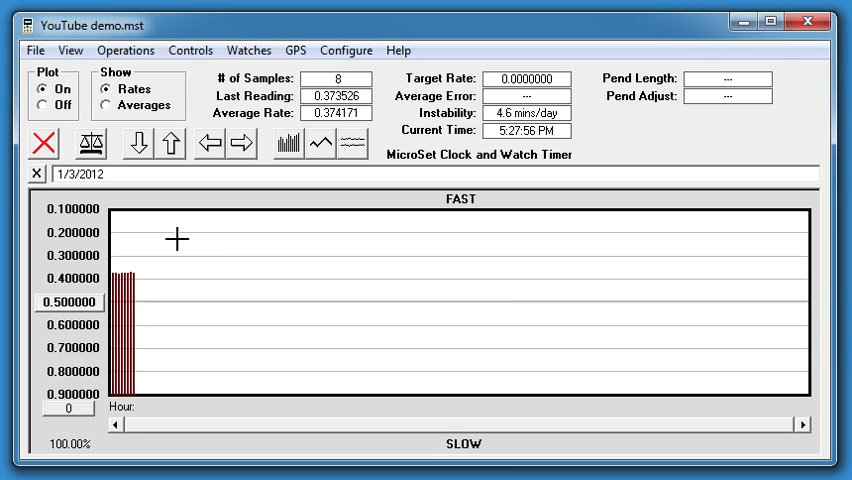 YouTube demo.mst
File View Operations Controls Watches GPS Configure Help
Plot
On
Off
Show
Rates
Averages
# of Samples: 8
Last Reading: 0.373526
Average Rate: 0.374171
Target Rate: 0.0000000
Average Error: ---
Instability: 4.6 mins/day
Current Time: 5:27:56 PM
Pend Length: ---
Pend Adjust: ---
MicroSet Clock and Watch Timer
X 1/3/2012
FAST
0.100000
0.200000
0.300000
0.400000
0.500000
0.600000
0.700000
0.800000
0.900000
0 Hour:
100.00% SLOW